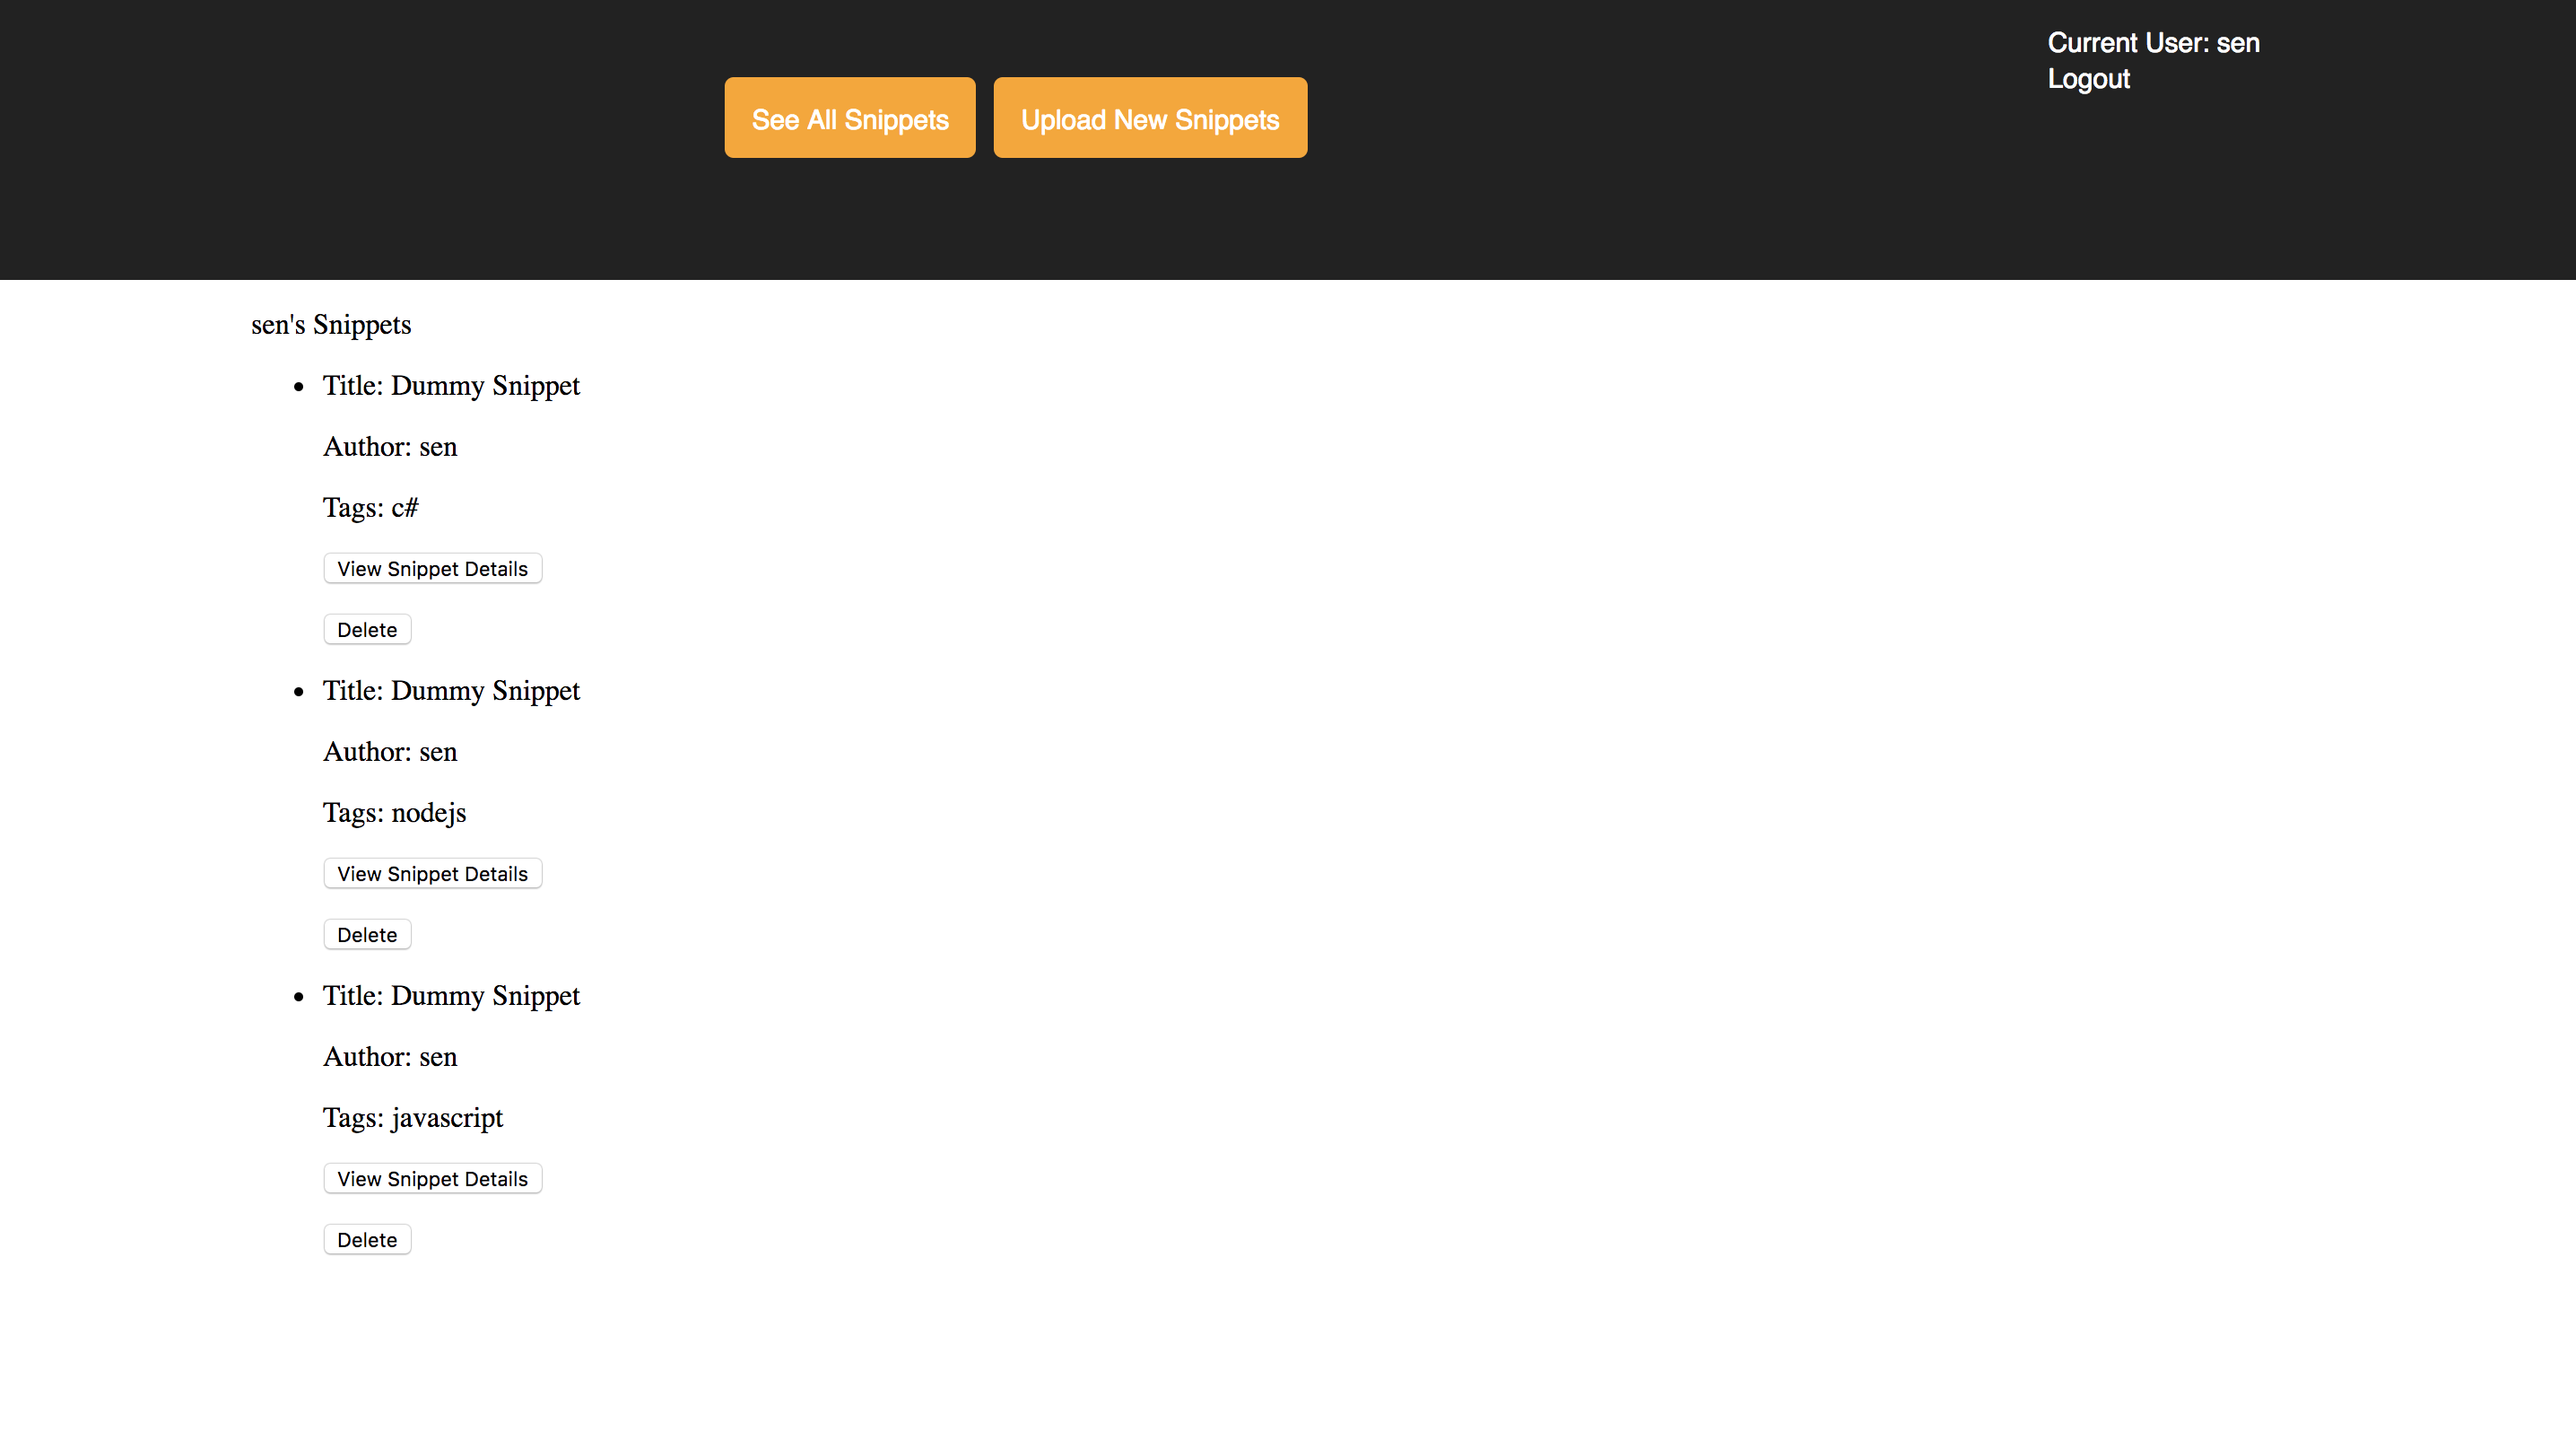 Current User: sen
Logout
See All Snippets
Upload New Snippets
sen's Snippets
Title: Dummy Snippet
Author: sen
Tags: c#
View Snippet Details
Delete
Title: Dummy Snippet
Author: sen
Tags: nodejs
View Snippet Details
Delete
Title: Dummy Snippet
Author: sen
Tags: javascript
View Snippet Details
Delete